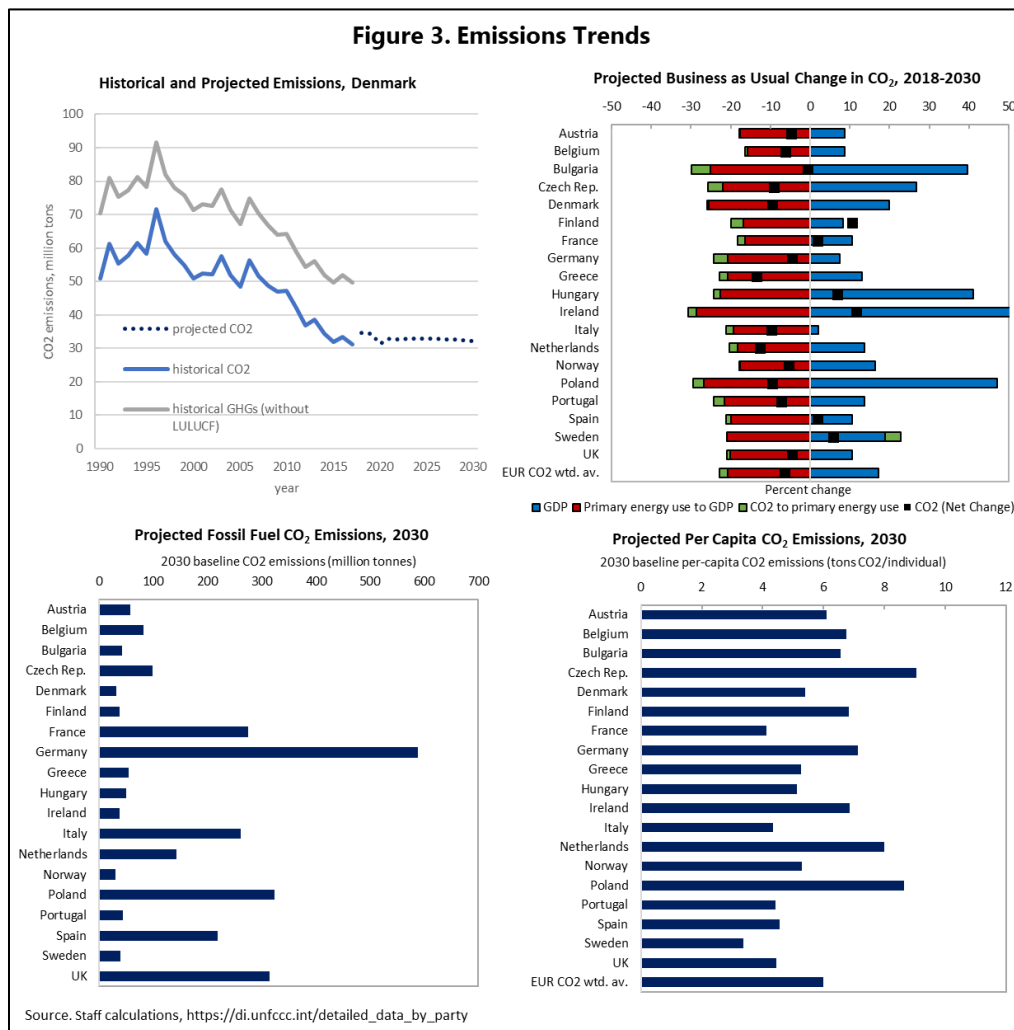 Figure 3. Emissions Trends
Historical and Projected Emissions, Denmark
CO2 emissions, million tons
100
90
80
70
60
50
40
30
20
10
0
projected CO2
historical CO2
historical GHGs (without
LULUCF)
1990 1995 2000 2005 2010 2015 2020 2025 2030
year
Projected Business as Usual Change in CO₂, 2018-2030
-50 -40 -30 -20 -10 0 10 20 30 40 50
Austria
Belgium
Bulgaria
Czech Rep.
Denmark
Finland
France
Germany
Greece
Hungary
Ireland
Italy
Netherlands
Norway
Poland
Portugal
Spain
Sweden
UK
EUR CO2 wtd. av.
Percent change
GDP Primary energy use to GDP CO2 to primary energy use CO2 (Net Change)
Projected Fossil Fuel CO₂ Emissions, 2030
2030 baseline CO2 emissions (million tonnes)
0 100 200 300 400 500 600 700
Austria
Belgium
Bulgaria
Czech Rep.
Denmark
Finland
France
Germany
Greece
Hungary
Ireland
Italy
Netherlands
Norway
Poland
Portugal
Spain
Sweden
UK
Projected Per Capita CO₂ Emissions, 2030
2030 baseline per-capita CO2 emissions (tons CO2/individual)
0 2 4 6 8 10 12
Austria
Belgium
Bulgaria
Czech Rep.
Denmark
Finland
France
Germany
Greece
Hungary
Ireland
Italy
Netherlands
Norway
Poland
Portugal
Spain
Sweden
UK
EUR CO2 wtd. av.
Source. Staff calculations, https://di.unfccc.int/detailed_data_by_party